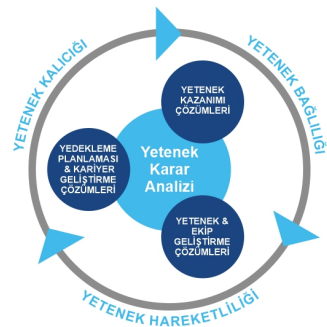 YETENEK KALICIĞI
YETENEK BAĞLILIĞI
YETENEK
KAZANIMI
ÇÖZÜMLERİ
YEDEKLEME
PLANLAMASI
& KARİYER
GELİŞTİRME
ÇÖZÜMLERİ
Yetenek
Karar
Analizi
YETENEK &
EKİP
GELİŞTİRME
ÇÖZÜMLERİ
YETENEK HAREKETLİLİĞİ